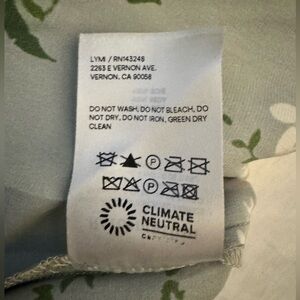 LYMI / RN143248
2263 E VERNON AVE.
VERNON, CA 90058
DO NOT WASH, DO NOT BLEACH, DO
NOT DRY, DO NOT IRON, GREEN DRY
CLEAN
P
P
CLIMATE
NEUTRAL